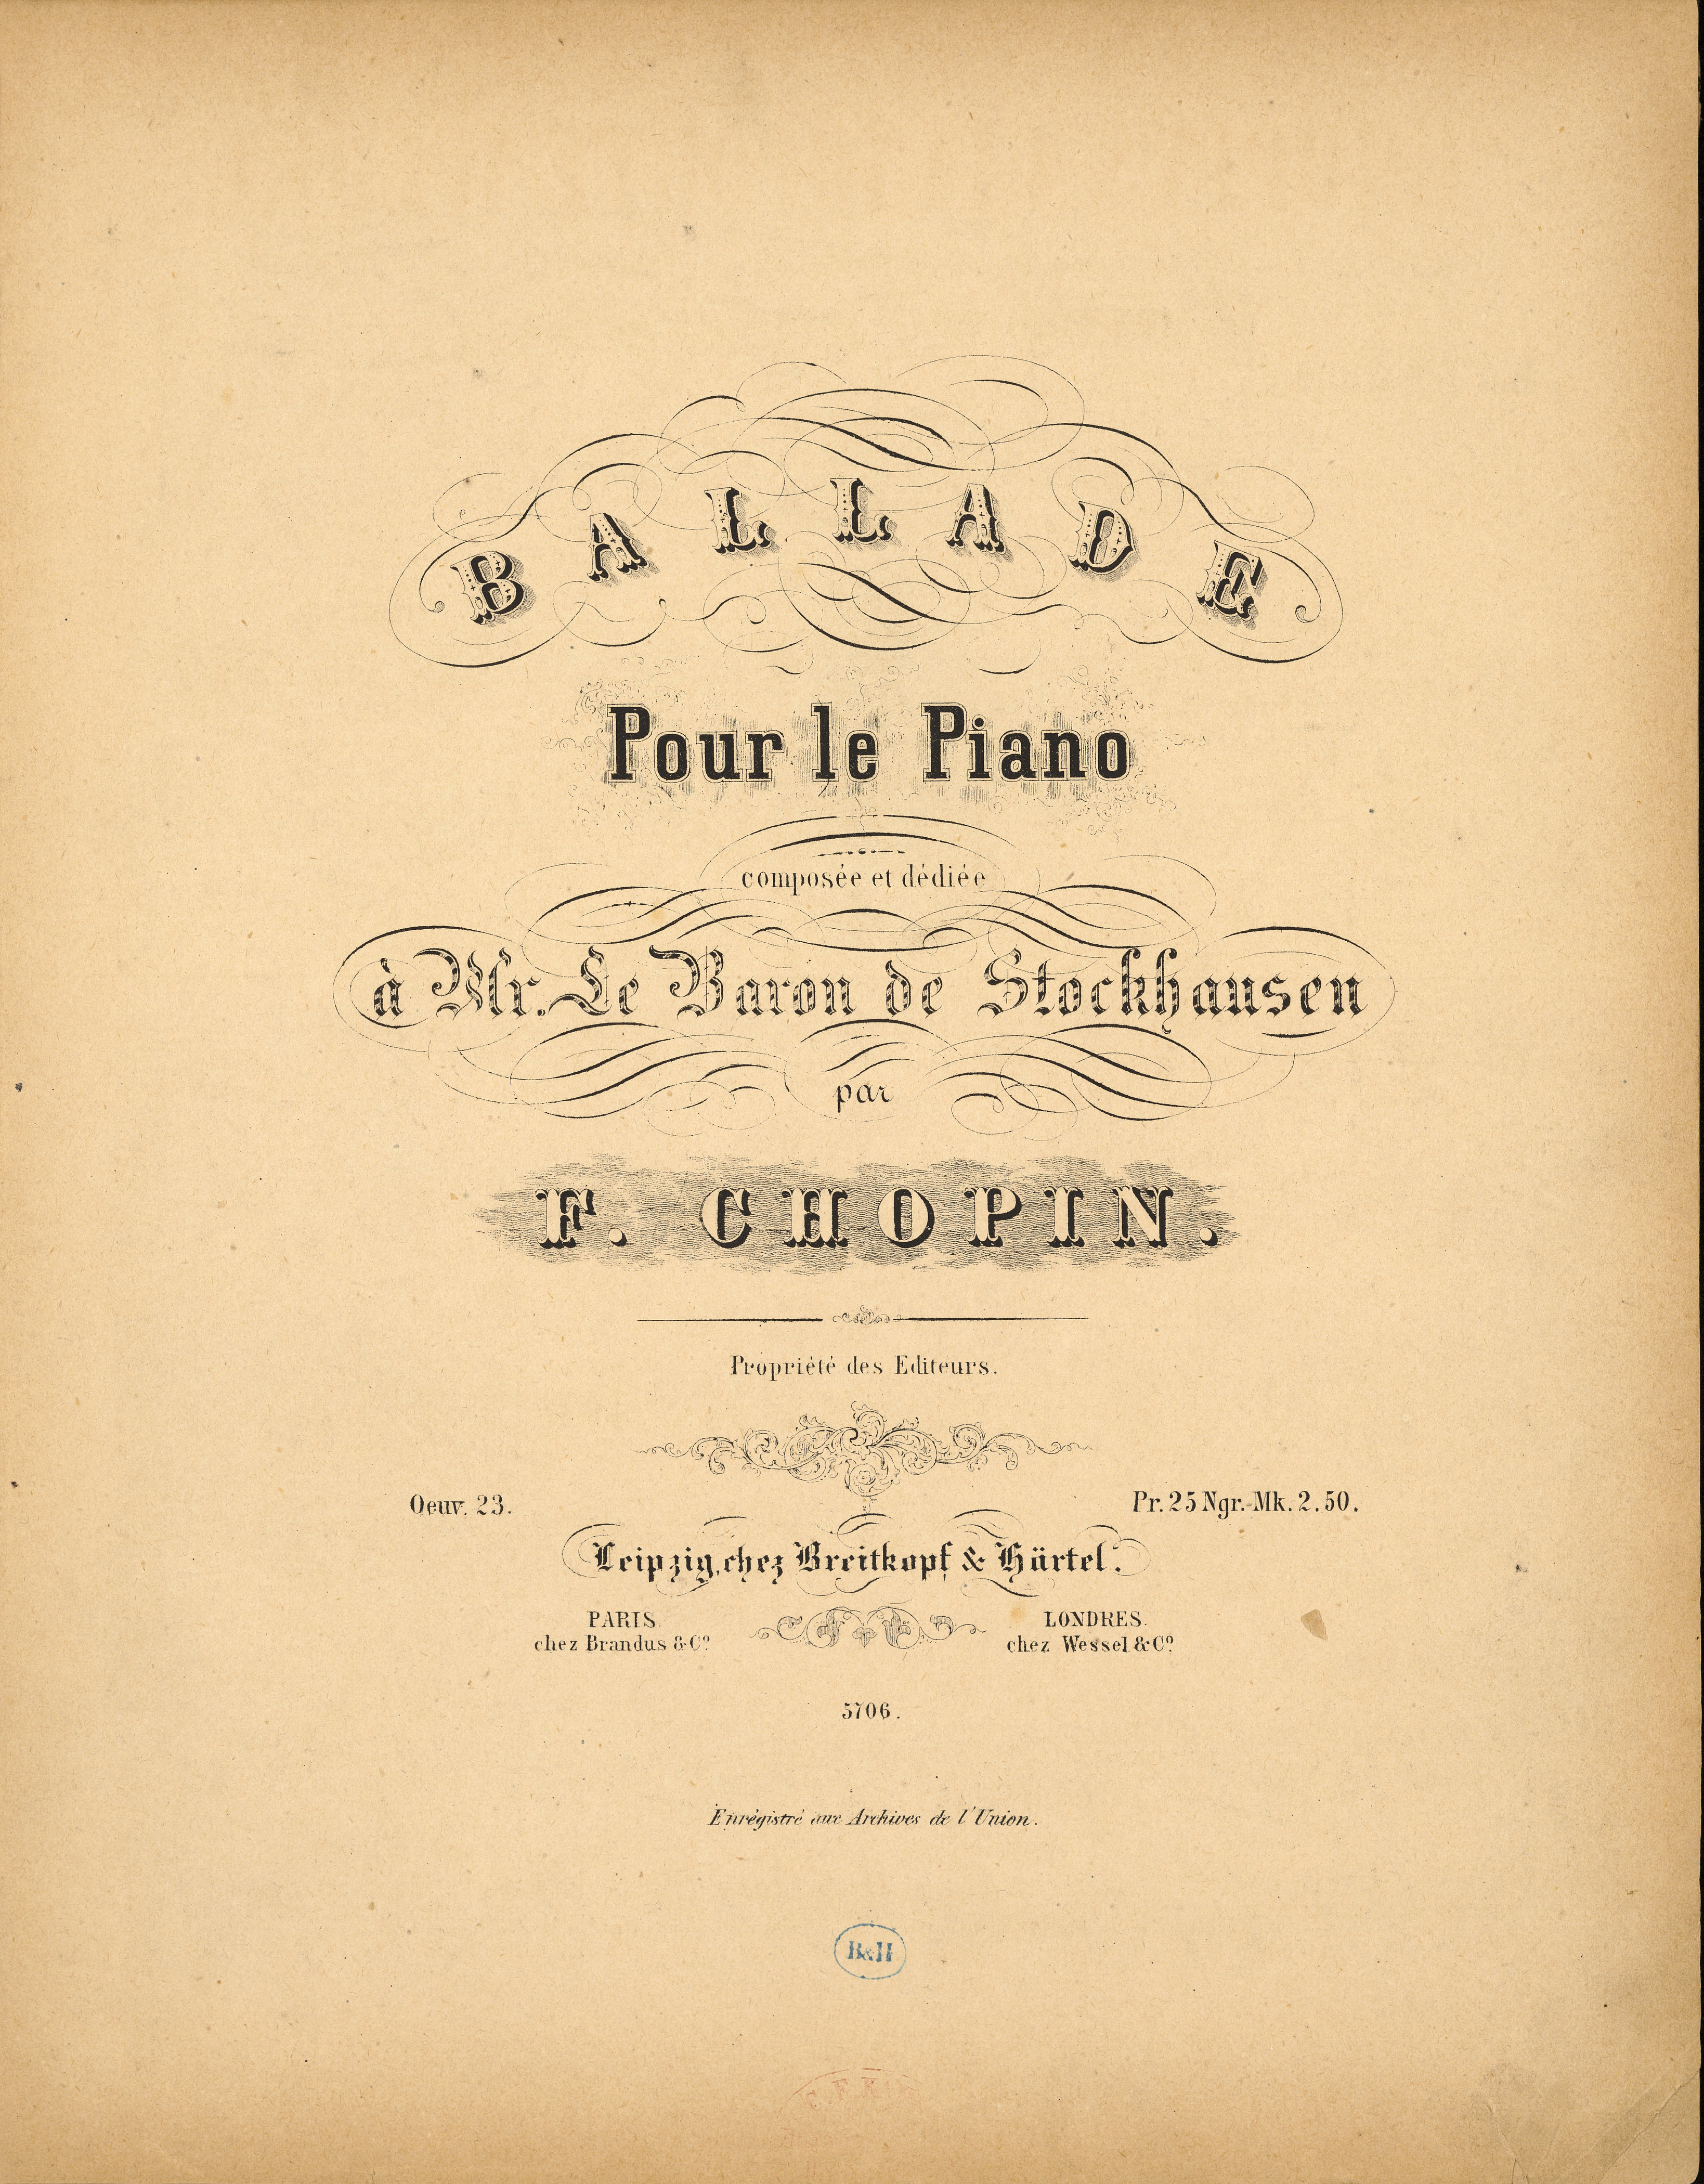 BALLADE
Pour le Piano
composée et dédiée
à Mr. Le Baron de Stockhausen
par
F. CHOPIN.
Propriété des Editeurs.
Oeuv. 23.
Pr. 25 Ngr.-Mk. 2.50.
Leipzig, chez Breitkopf & Härtel.
PARIS.
chez Brandus & Co.
LONDRES.
chez Wessel & Co.
5706.
Enrégistré aux Archives de l'Union.
B&H